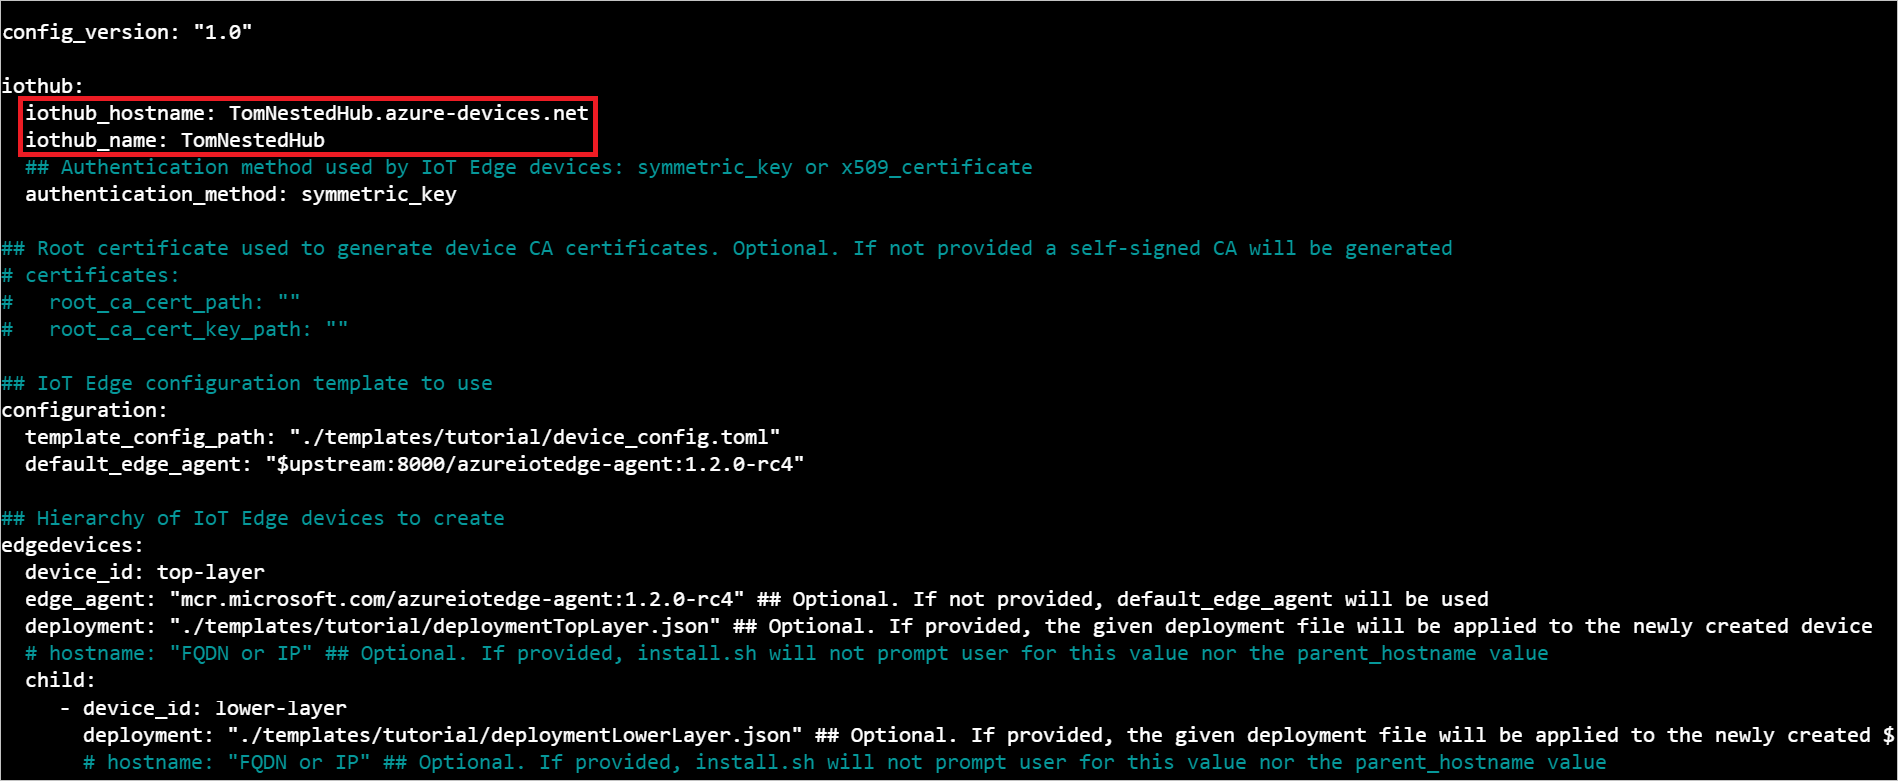 config_version: "1.0"
iothub:
iothub_hostname: TomNestedHub.azure-devices.net
iothub_name: TomNestedHub
## Authentication method used by IoT Edge devices: symmetric_key or x509_certificate
authentication_method: symmetric_key
## Root certificate used to generate device CA certificates. Optional. If not provided a self-signed CA will be generated
# certificates:
#   root_ca_cert_path: ""
#   root_ca_cert_key_path: ""
## IoT Edge configuration template to use
configuration:
template_config_path: "./templates/tutorial/device_config.toml"
default_edge_agent: "$upstream:8000/azureiotedge-agent:1.2.0-rc4"
## Hierarchy of IoT Edge devices to create
edgedevices:
device_id: top-layer
edge_agent: "mcr.microsoft.com/azureiotedge-agent:1.2.0-rc4" ## Optional. If not provided, default_edge_agent will be used
deployment: "./templates/tutorial/deploymentTopLayer.json" ## Optional. If provided, the given deployment file will be applied to the newly created device
# hostname: "FQDN or IP" ## Optional. If provided, install.sh will not prompt user for this value nor the parent_hostname value
child:
- device_id: lower-layer
deployment: "./templates/tutorial/deploymentLowerLayer.json" ## Optional. If provided, the given deployment file will be applied to the newly created $
# hostname: "FQDN or IP" ## Optional. If provided, install.sh will not prompt user for this value nor the parent_hostname value